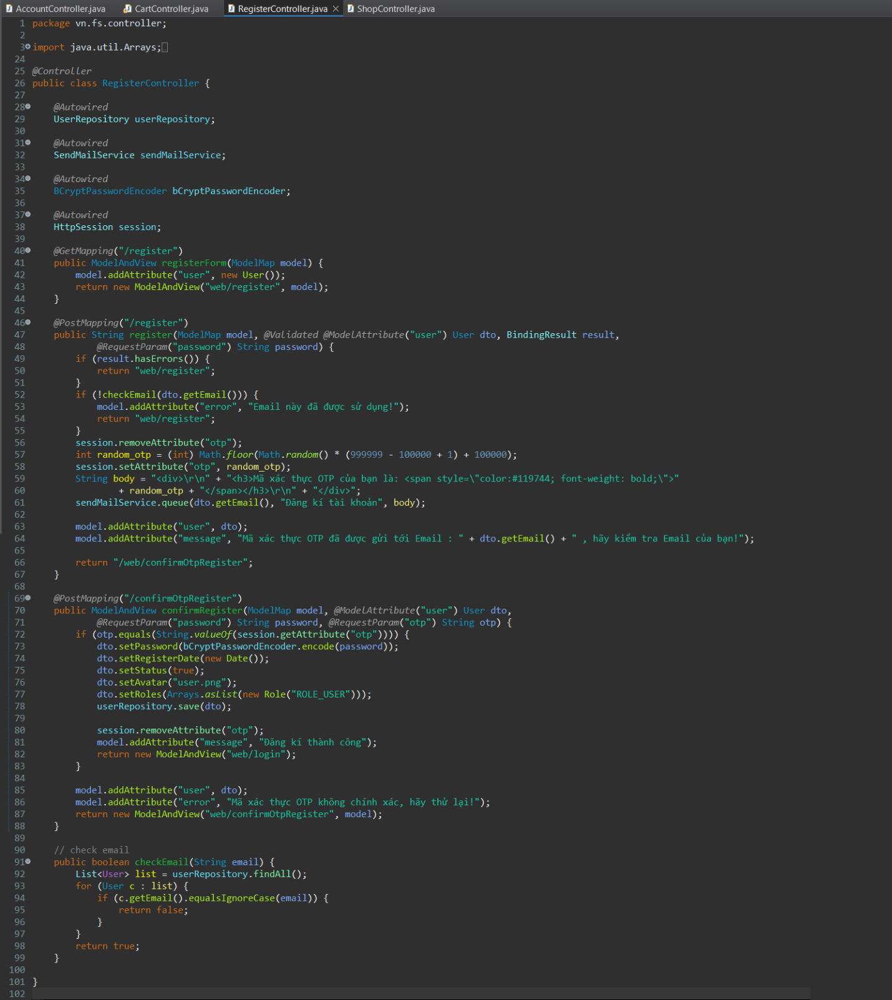 AccountController.java CartController.java RegisterController.java ShopController.java
1 package vn.fs.controller;
2
3 import java.util.Arrays;
24
25 @Controller
26 public class RegisterController {
27
28 @Autowired
29 UserRepository userRepository;
30
31 @Autowired
32 SendMailService sendMailService;
33
34 @Autowired
35 BCryptPasswordEncoder bCryptPasswordEncoder;
36
37 @Autowired
38 HttpSession session;
39
40 @GetMapping("/register")
41 public ModelAndView registerForm(ModelMap model) {
42 model.addAttribute("user", new User());
43 return new ModelAndView("web/register", model);
44 }
45
46 @PostMapping("/register")
47 public String register(ModelMap model, @Validated @ModelAttribute("user") User dto, BindingResult result,
48 @RequestParam("password") String password) {
49 if (result.hasErrors()) {
50 return "web/register";
51 }
52 if (!checkEmail(dto.getEmail())) {
53 model.addAttribute("error", "Email này đã được sử dụng!");
54 return "web/register";
55 }
56 session.removeAttribute("otp");
57 int random_otp = (int) Math.floor(Math.random() * (999999 - 100000 + 1) + 100000);
58 session.setAttribute("otp", random_otp);
59 String body = "<div>\r\n" + "<h3>Mã xác thực OTP của bạn là: <span style=\"color:#119744; font-weight: bold;\">"
60 + random_otp + "</span></h3>\r\n" + "</div>";
61 sendMailService.queue(dto.getEmail(), "Đăng kí tài khoản", body);
62
63 model.addAttribute("user", dto);
64 model.addAttribute("message", "Mã xác thực OTP đã được gửi tới Email : " + dto.getEmail() + " , hãy kiểm tra Email của bạn!");
65
66 return "/web/confirmOtpRegister";
67 }
68
69 @PostMapping("/confirmOtpRegister")
70 public ModelAndView confirmRegister(ModelMap model, @ModelAttribute("user") User dto,
71 @RequestParam("password") String password, @RequestParam("otp") String otp) {
72 if (otp.equals(String.valueOf(session.getAttribute("otp")))) {
73 dto.setPassword(bCryptPasswordEncoder.encode(password));
74 dto.setRegisterDate(new Date());
75 dto.setStatus(true);
76 dto.setAvatar("user.png");
77 dto.setRoles(Arrays.asList(new Role("ROLE_USER")));
78 userRepository.save(dto);
79
80 session.removeAttribute("otp");
81 model.addAttribute("message", "Đăng kí thành công");
82 return new ModelAndView("web/login");
83 }
84
85 model.addAttribute("user", dto);
86 model.addAttribute("error", "Mã xác thực OTP không chính xác, hãy thử lại!");
87 return new ModelAndView("web/confirmOtpRegister", model);
88 }
89
90 // check email
91 public boolean checkEmail(String email) {
92 List<User> list = userRepository.findAll();
93 for (User c : list) {
94 if (c.getEmail().equalsIgnoreCase(email)) {
95 return false;
96 }
97 }
98 return true;
99 }
100
101 }
102